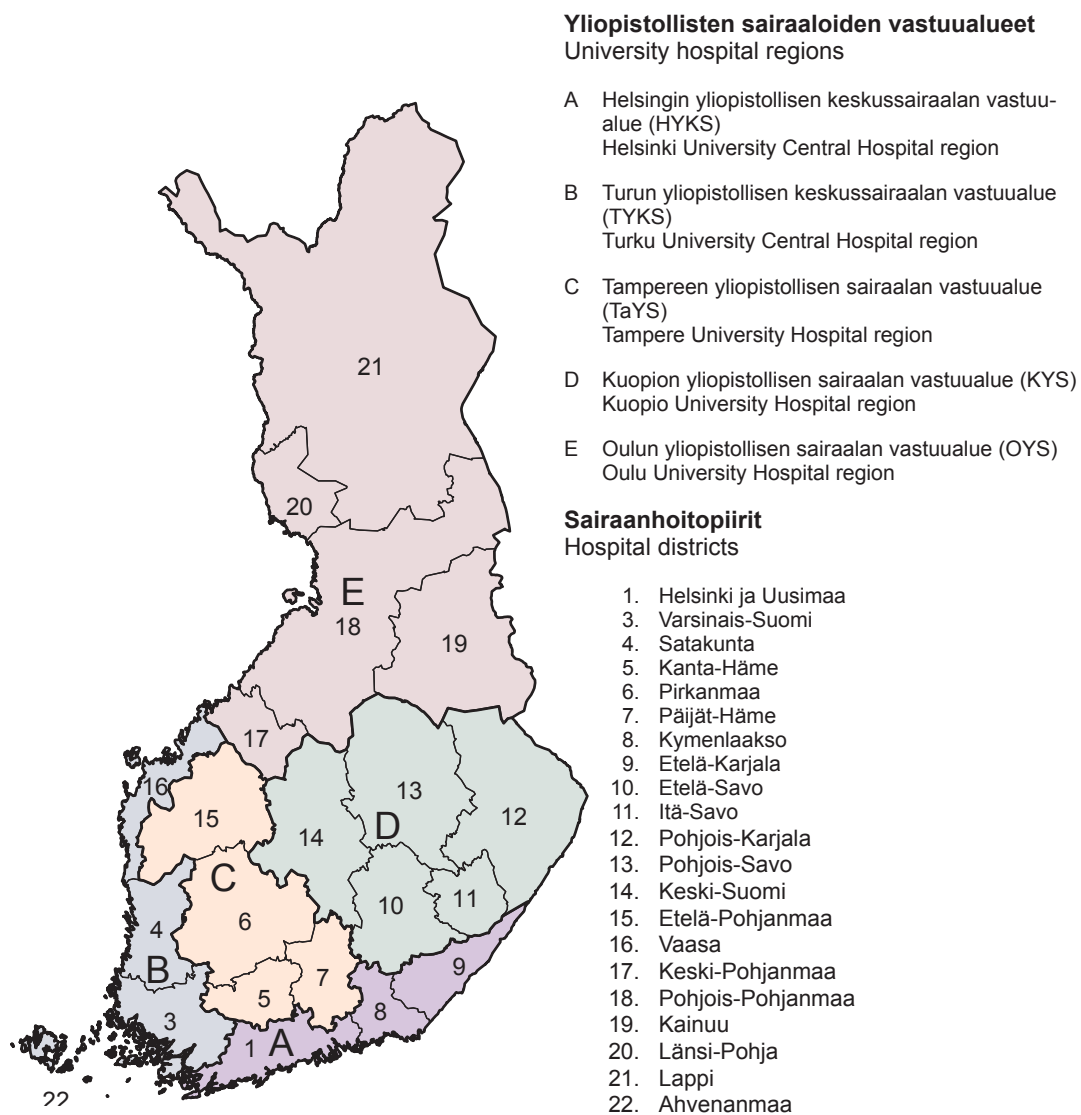 Yliopistollisten sairaaloiden vastuualueet
University hospital regions
A Helsingin yliopistollisen keskussairaalan vastuu-
alue (HYKS)
Helsinki University Central Hospital region
B Turun yliopistollisen keskussairaalan vastuualue
(TYKS)
Turku University Central Hospital region
C Tampereen yliopistollisen sairaalan vastuualue
(TaYS)
Tampere University Hospital region
D Kuopion yliopistollisen sairaalan vastuualue (KYS)
Kuopio University Hospital region
E Oulun yliopistollisen sairaalan vastuualue (OYS)
Oulu University Hospital region
Sairaanhoitopiirit
Hospital districts
1. Helsinki ja Uusimaa
3. Varsinais-Suomi
4. Satakunta
5. Kanta-Häme
6. Pirkanmaa
7. Päijät-Häme
8. Kymenlaakso
9. Etelä-Karjala
10. Etelä-Savo
11. Itä-Savo
12. Pohjois-Karjala
13. Pohjois-Savo
14. Keski-Suomi
15. Etelä-Pohjanmaa
16. Vaasa
17. Keski-Pohjanmaa
18. Pohjois-Pohjanmaa
19. Kainuu
20. Länsi-Pohja
21. Lappi
22. Ahvenanmaa
21
20
E
18
19
17
16
13
15
14
D
12
C
10
11
6
4
B
7
9
5
8
3
1
A
22